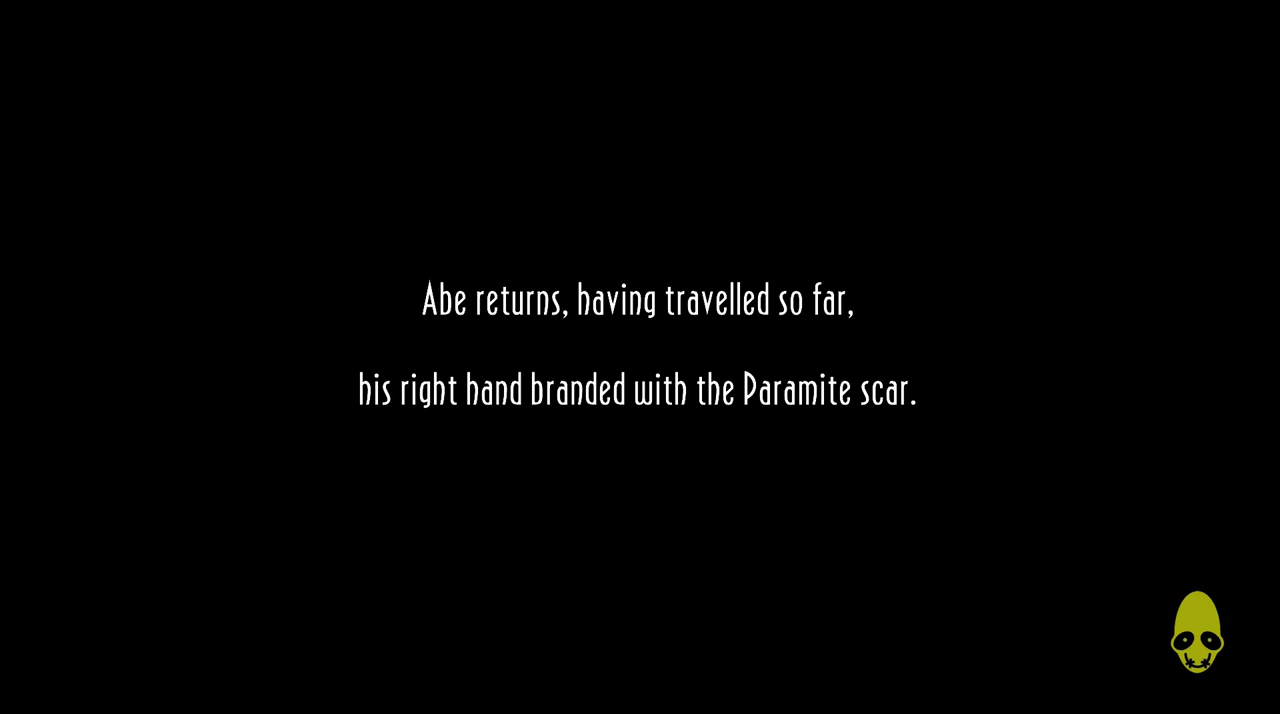 Abe returns, having travelled so far,
his right hand branded with the Paramite scar.